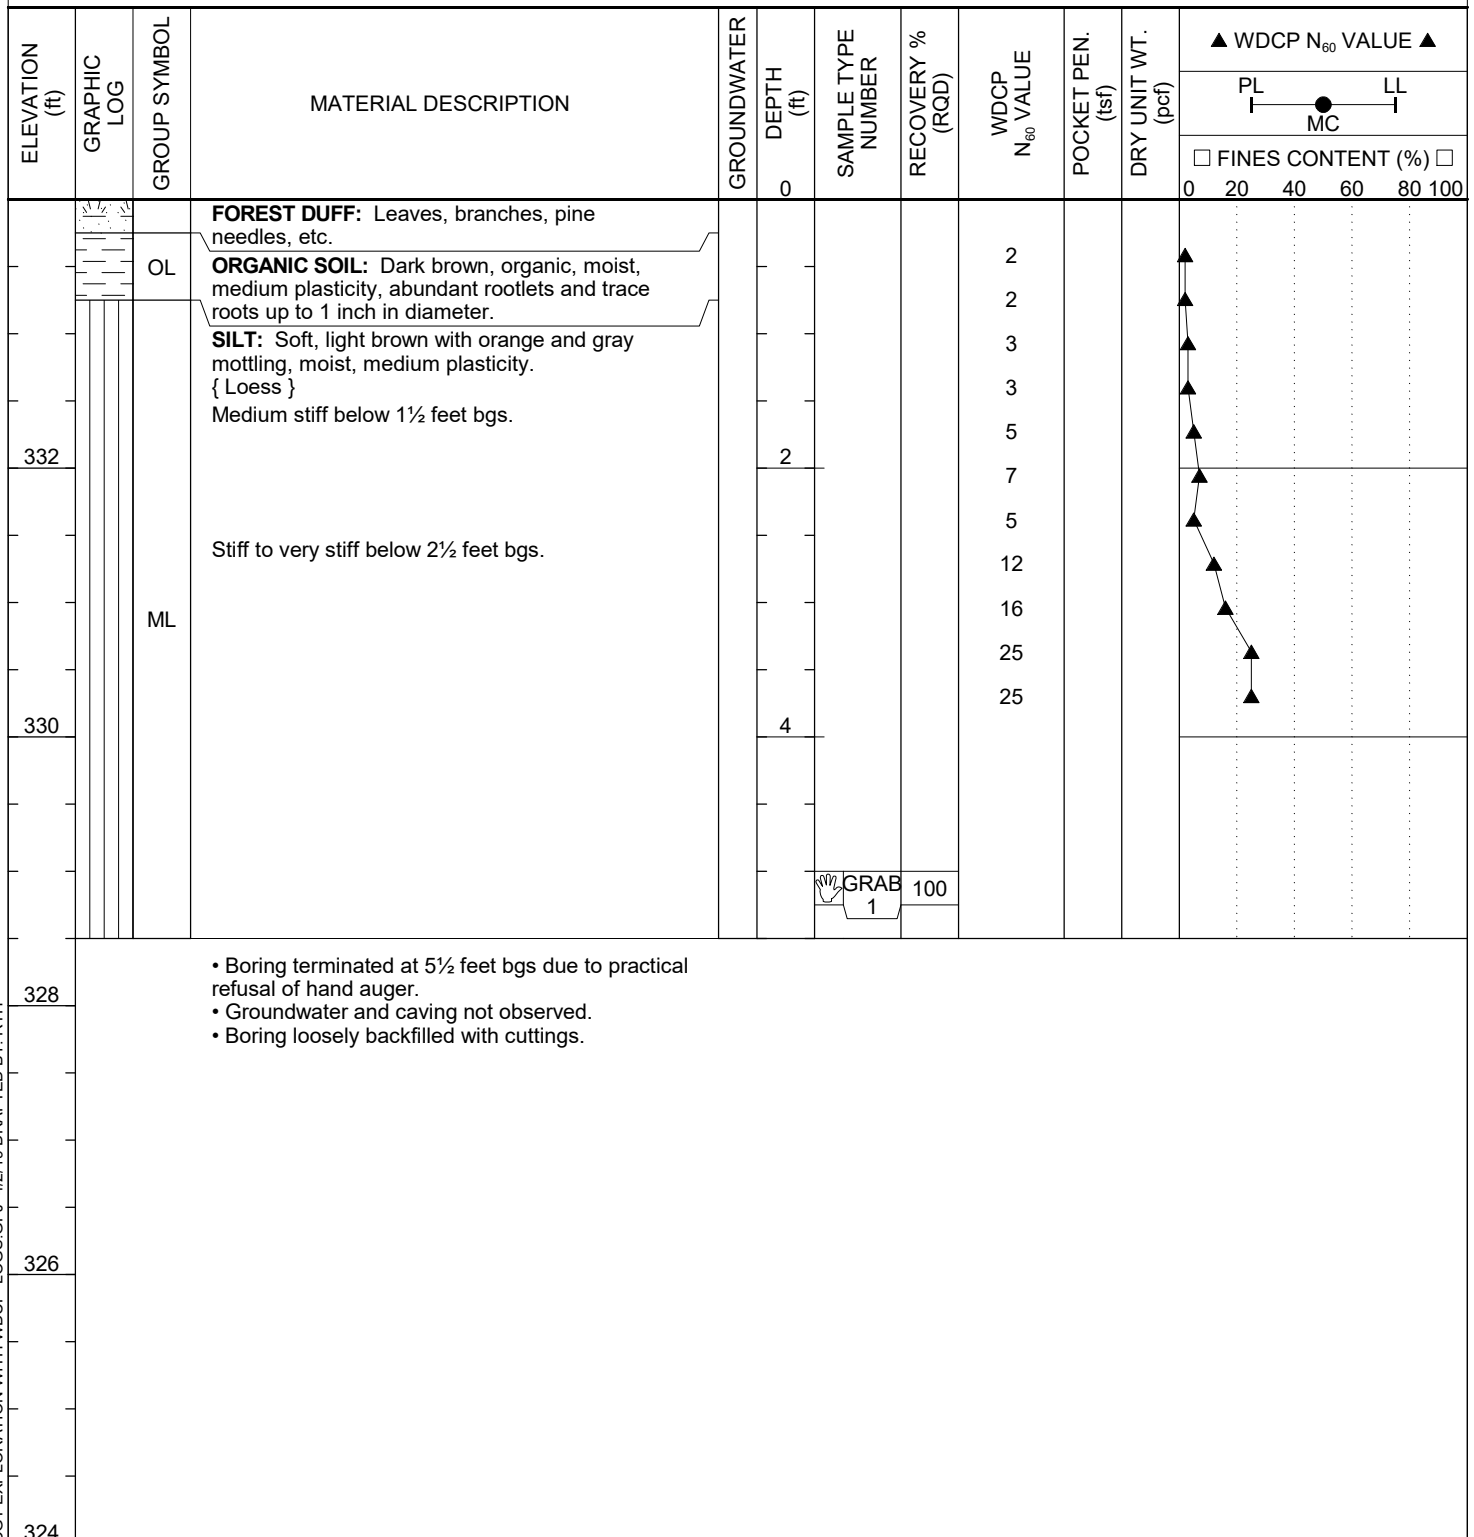 ELEVATION
(ft)
GRAPHIC
LOG
GROUP SYMBOL
MATERIAL DESCRIPTION
GROUNDWATER
DEPTH
(ft)
0
SAMPLE TYPE
NUMBER
RECOVERY %
(RQD)
WDCP
N60 VALUE
POCKET PEN.
(tsf)
DRY UNIT WT.
(pcf)
▲ WDCP N60 VALUE ▲
PL LL
MC
□ FINES CONTENT (%) □
0 20 40 60 80 100
FOREST DUFF: Leaves, branches, pine
needles, etc.
OL
ORGANIC SOIL: Dark brown, organic, moist,
medium plasticity, abundant rootlets and trace
roots up to 1 inch in diameter.
2
2
SILT: Soft, light brown with orange and gray
mottling, moist, medium plasticity.
{ Loess }
3
3
Medium stiff below 1½ feet bgs.
5
332
2
7
5
Stiff to very stiff below 2½ feet bgs.
12
16
ML
25
25
330
4
GRAB
1
100
• Boring terminated at 5½ feet bgs due to practical
refusal of hand auger.
• Groundwater and caving not observed.
• Boring loosely backfilled with cuttings.
328
326
324